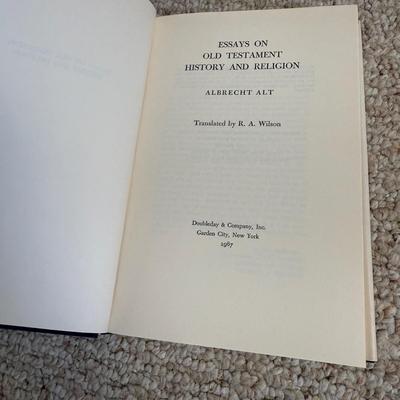 ESSAYS ON
OLD TESTAMENT
HISTORY AND RELIGION
ALBRECHT ALT
Translated by R. A. Wilson
Doubleday & Company, Inc.
Garden City, New York
1967